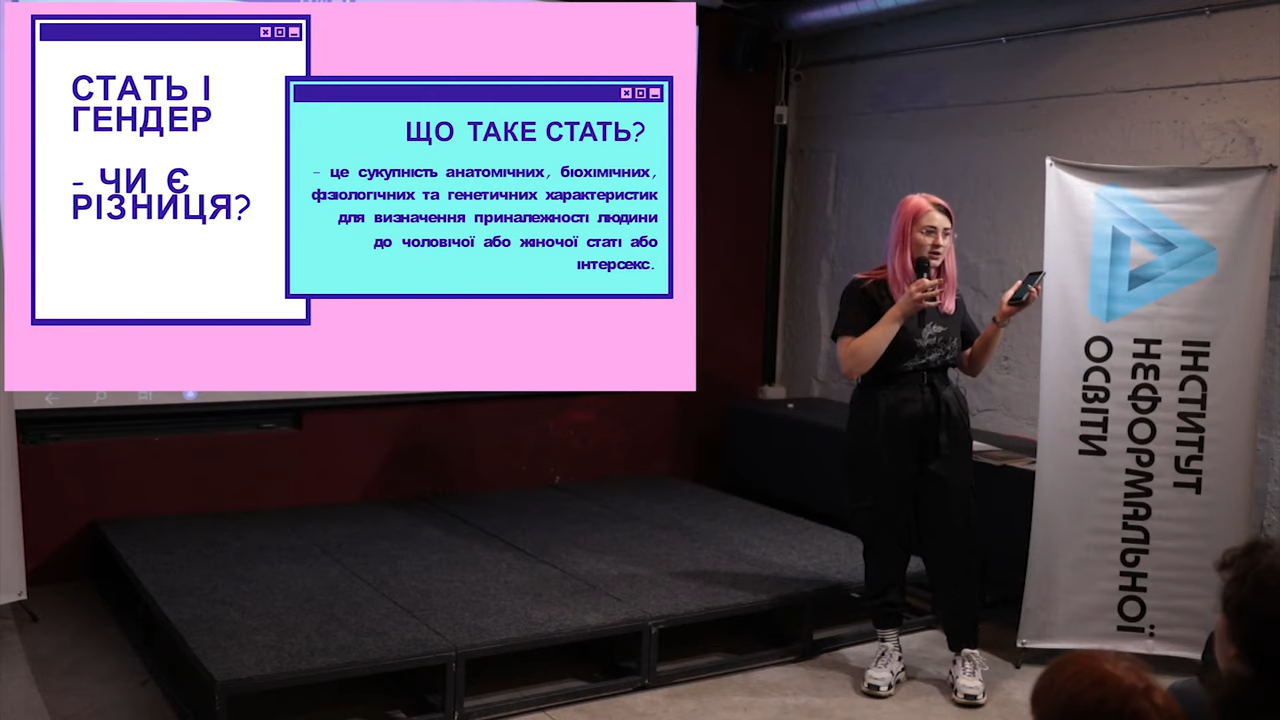 СТАТЬ І
ГЕНДЕР
- ЧИ Є
РІЗНИЦЯ?
ЩО ТАКЕ СТАТЬ?
- це сукупність анатомічних, біохімічних,
фізіологічних та генетичних характеристик
для визначення приналежності людини
до чоловічої або жіночої статі або
інтерсекс.
ІНСТИТУТ
НЕФОРМАЛЬНОЇ
ОСВІТИ